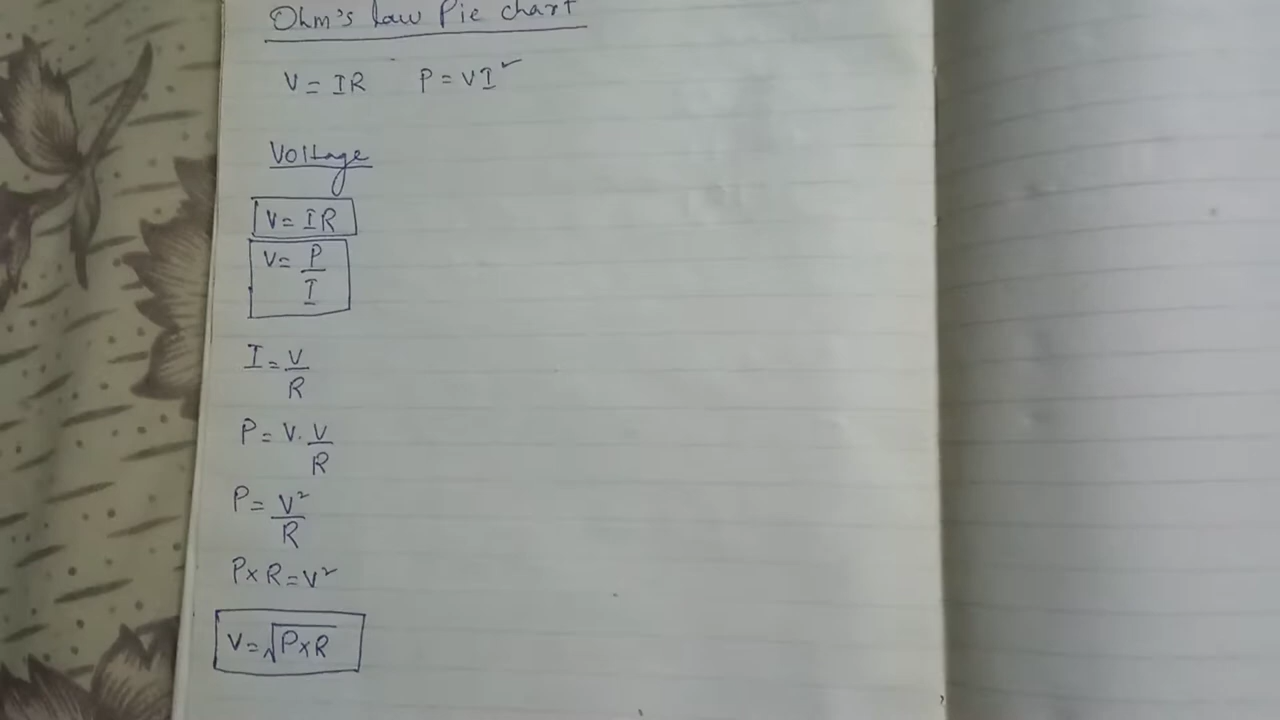 Ohm's law Pie chart
V = IR P = VI ✓
Voltage
V = IR
V = P/I
I = V/R
P = V. V/R
P = V²/R
P x R = V²
V = √P x R